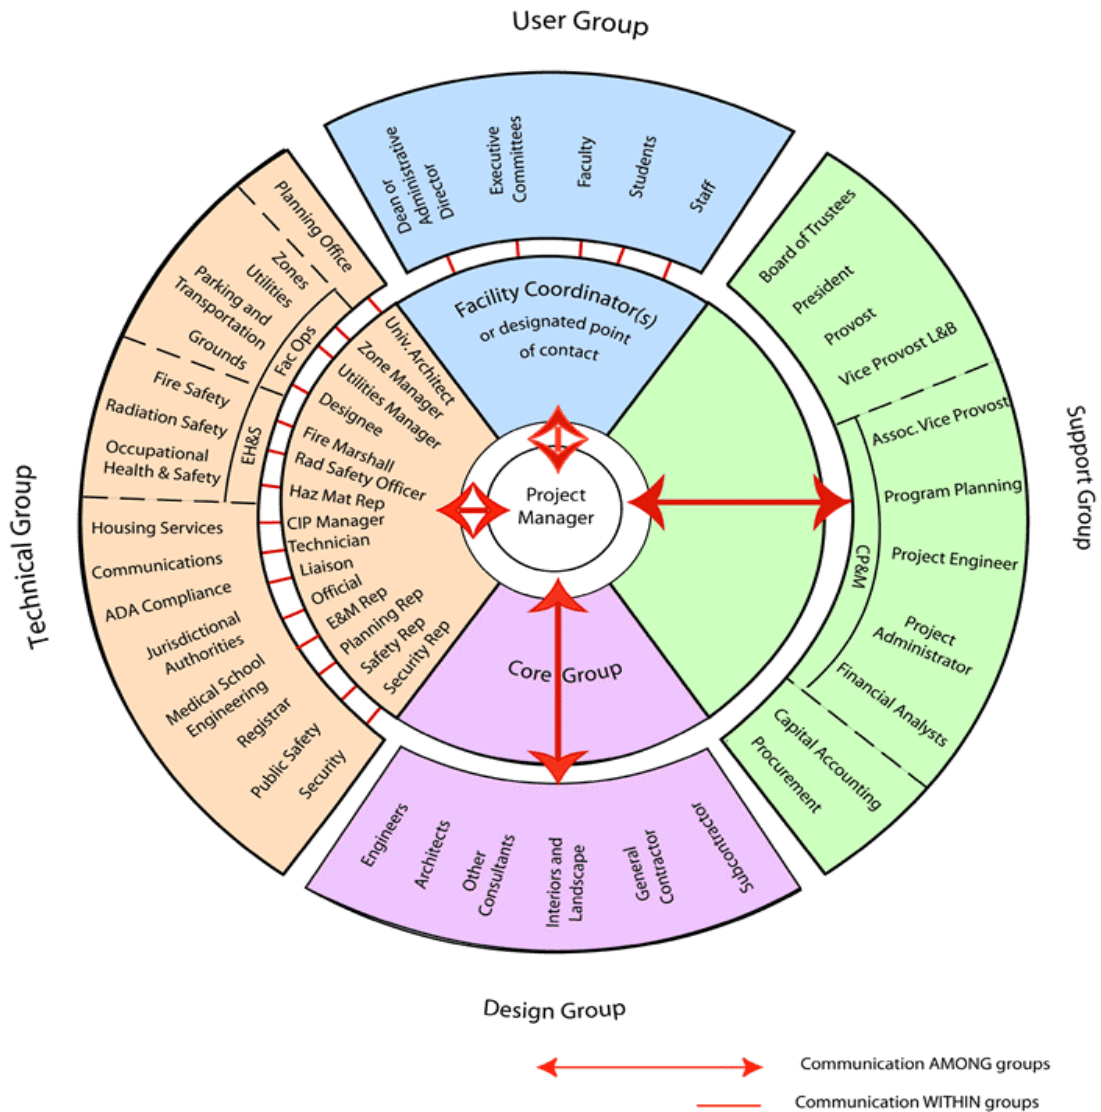 User Group
Dean or
Administrative
Director
Executive
Committees
Faculty
Students
Staff
Facility Coordinator(s)
or designated point
of contact
Planning Office
Zones
Utilities
Parking and
Transportation
Grounds
Fac Ops
Fire Safety
Radiation Safety
Occupational
Health & Safety
EH&S
Housing Services
Communications
ADA Compliance
Jurisdictional
Authorities
Medical School
Engineering
Registrar
Public Safety
Security
Technical Group
Univ. Architect
Zone Manager
Utilities Manager
Designee
Fire Marshall
Rad Safety Officer
Haz Mat Rep
CIP Manager
Technician
Liaison
Official
E&M Rep
Planning Rep
Safety Rep
Security Rep
Project
Manager
Board of Trustees
President
Provost
Vice Provost L&B
Assoc. Vice Provost
Program Planning
Project Engineer
Project
Administrator
Financial Analysts
CP&M
Capital Accounting
Procurement
Support Group
Core Group
Engineers
Architects
Other
Consultants
Interiors and
Landscape
General
Contractor
Subcontractor
Design Group
Communication AMONG groups
Communication WITHIN groups